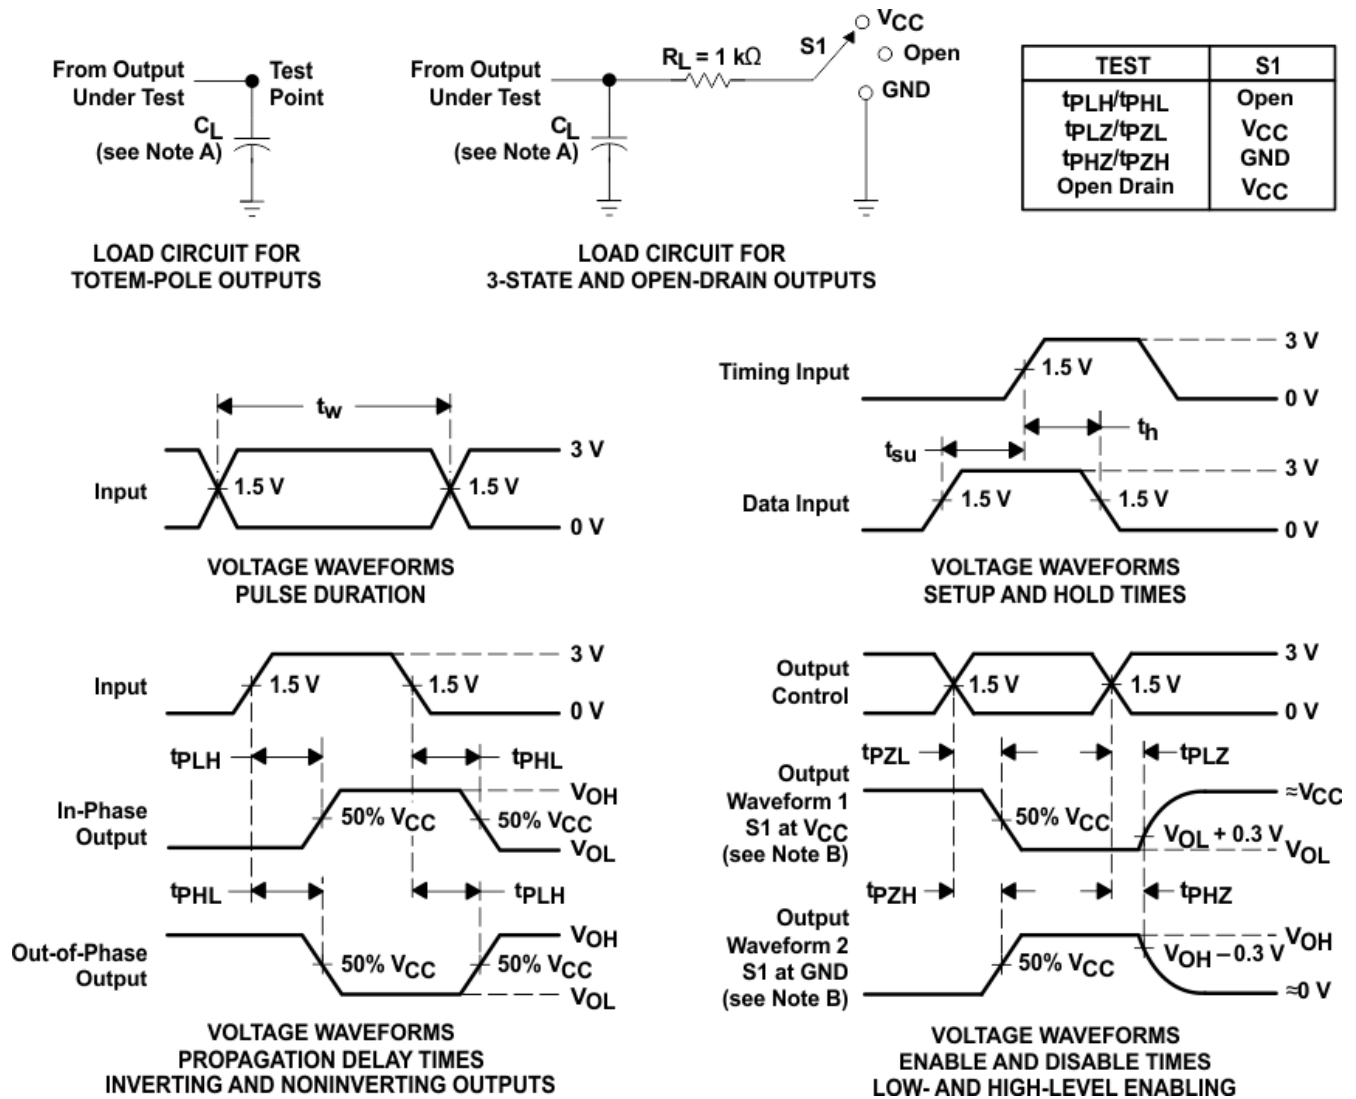 From Output
Under Test
Test
Point
CL
(see Note A)
LOAD CIRCUIT FOR
TOTEM-POLE OUTPUTS
From Output
Under Test
RL = 1 kΩ
S1
VCC
Open
GND
CL
(see Note A)
LOAD CIRCUIT FOR
3-STATE AND OPEN-DRAIN OUTPUTS
TEST S1
tPLH/tPHL Open
tPLZ/tPZL VCC
tPHZ/tPZH GND
Open Drain VCC
tw
Input
1.5 V
1.5 V
3 V
0 V
VOLTAGE WAVEFORMS
PULSE DURATION
Timing Input
1.5 V
3 V
0 V
th
tsu
Data Input
1.5 V
1.5 V
3 V
0 V
VOLTAGE WAVEFORMS
SETUP AND HOLD TIMES
Input
1.5 V
1.5 V
3 V
0 V
tPLH
tPHL
In-Phase
Output
50% VCC
50% VCC
VOH
VOL
tPHL
tPLH
Out-of-Phase
Output
50% VCC
50% VCC
VOH
VOL
VOLTAGE WAVEFORMS
PROPAGATION DELAY TIMES
INVERTING AND NONINVERTING OUTPUTS
Output
Control
1.5 V
1.5 V
3 V
0 V
tPZL
tPLZ
Output
Waveform 1
S1 at VCC
(see Note B)
50% VCC
≈VCC
VOL + 0.3 V
VOL
tPZH
tPHZ
Output
Waveform 2
S1 at GND
(see Note B)
50% VCC
VOH
VOH − 0.3 V
≈0 V
VOLTAGE WAVEFORMS
ENABLE AND DISABLE TIMES
LOW- AND HIGH-LEVEL ENABLING